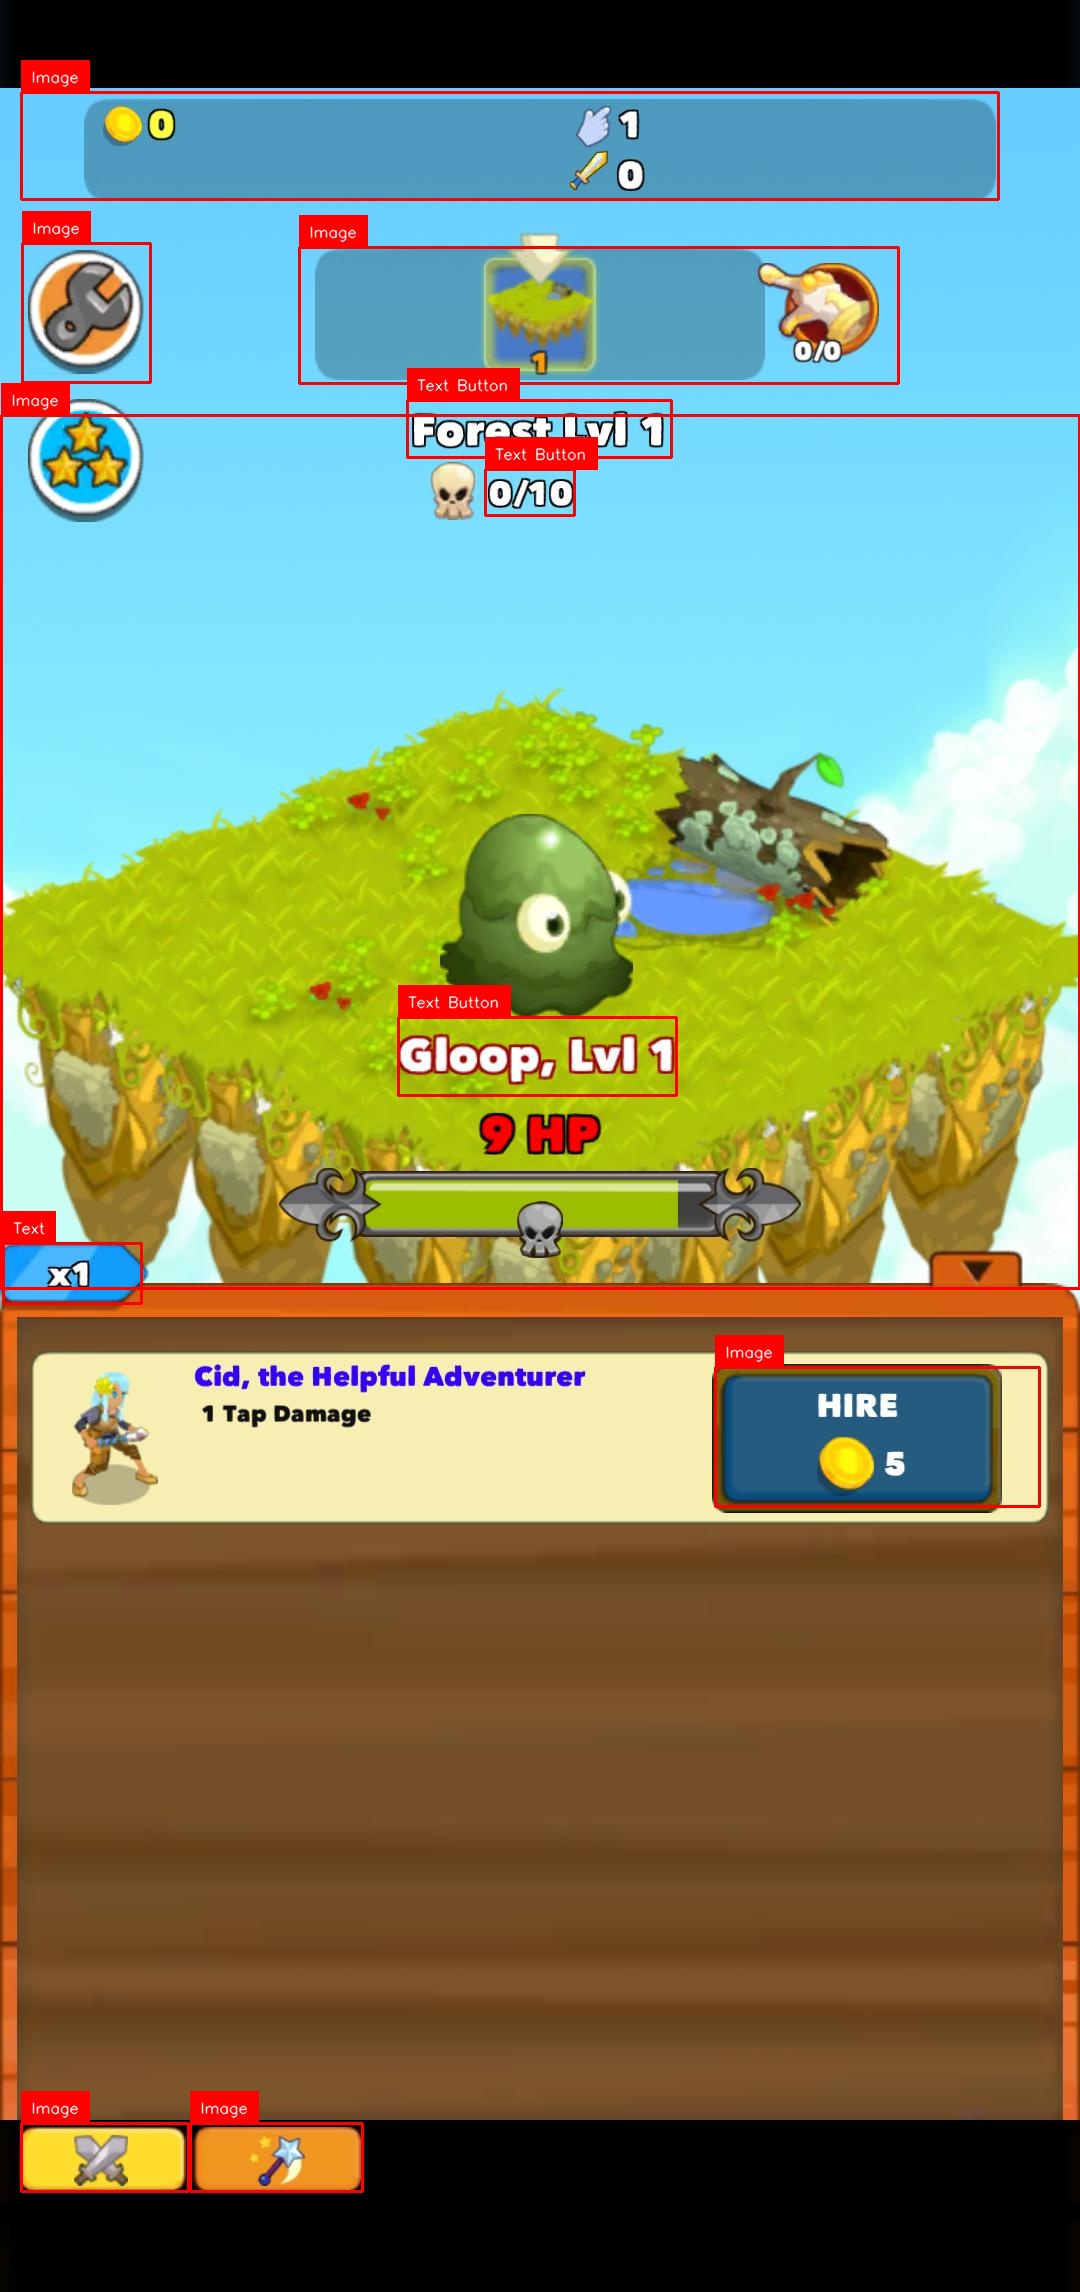 Image
0
1
0
Image
Image
1
0/0
Image
Text Button
Forest Lvl 1
Text Button
0/10
Text Button
Gloop, Lvl 1
9 HP
Text
x1
Image
Cid, the Helpful Adventurer
1 Tap Damage
HIRE
5
Image
Image